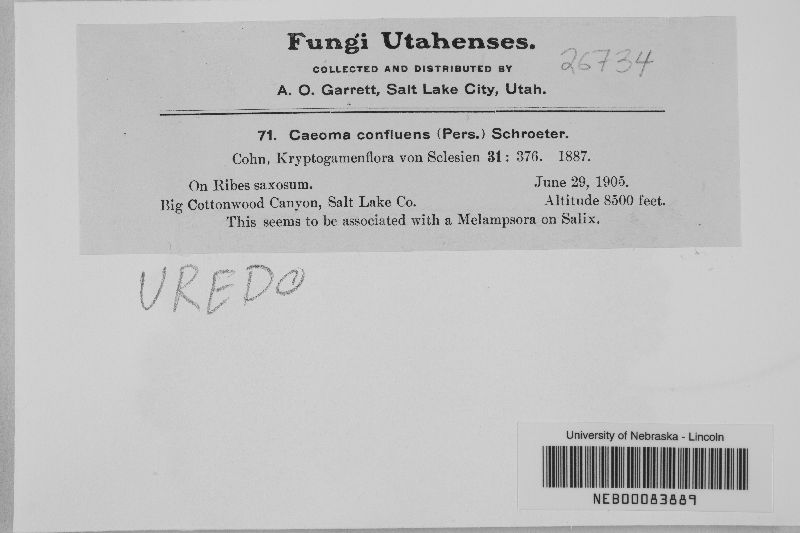 Fungi Utahenses.
COLLECTED AND DISTRIBUTED BY
26734
A. O. Garrett, Salt Lake City, Utah.
71. Caeoma confluens (Pers.) Schroeter.
Cohn, Kryptogamenflora von Sclesien 31: 376. 1887.
On Ribes saxosum. June 29, 1905.
Big Cottonwood Canyon, Salt Lake Co. Altitude 8500 feet.
This seems to be associated with a Melampsora on Salix.
UREDO
University of Nebraska - Lincoln
NEB00083889